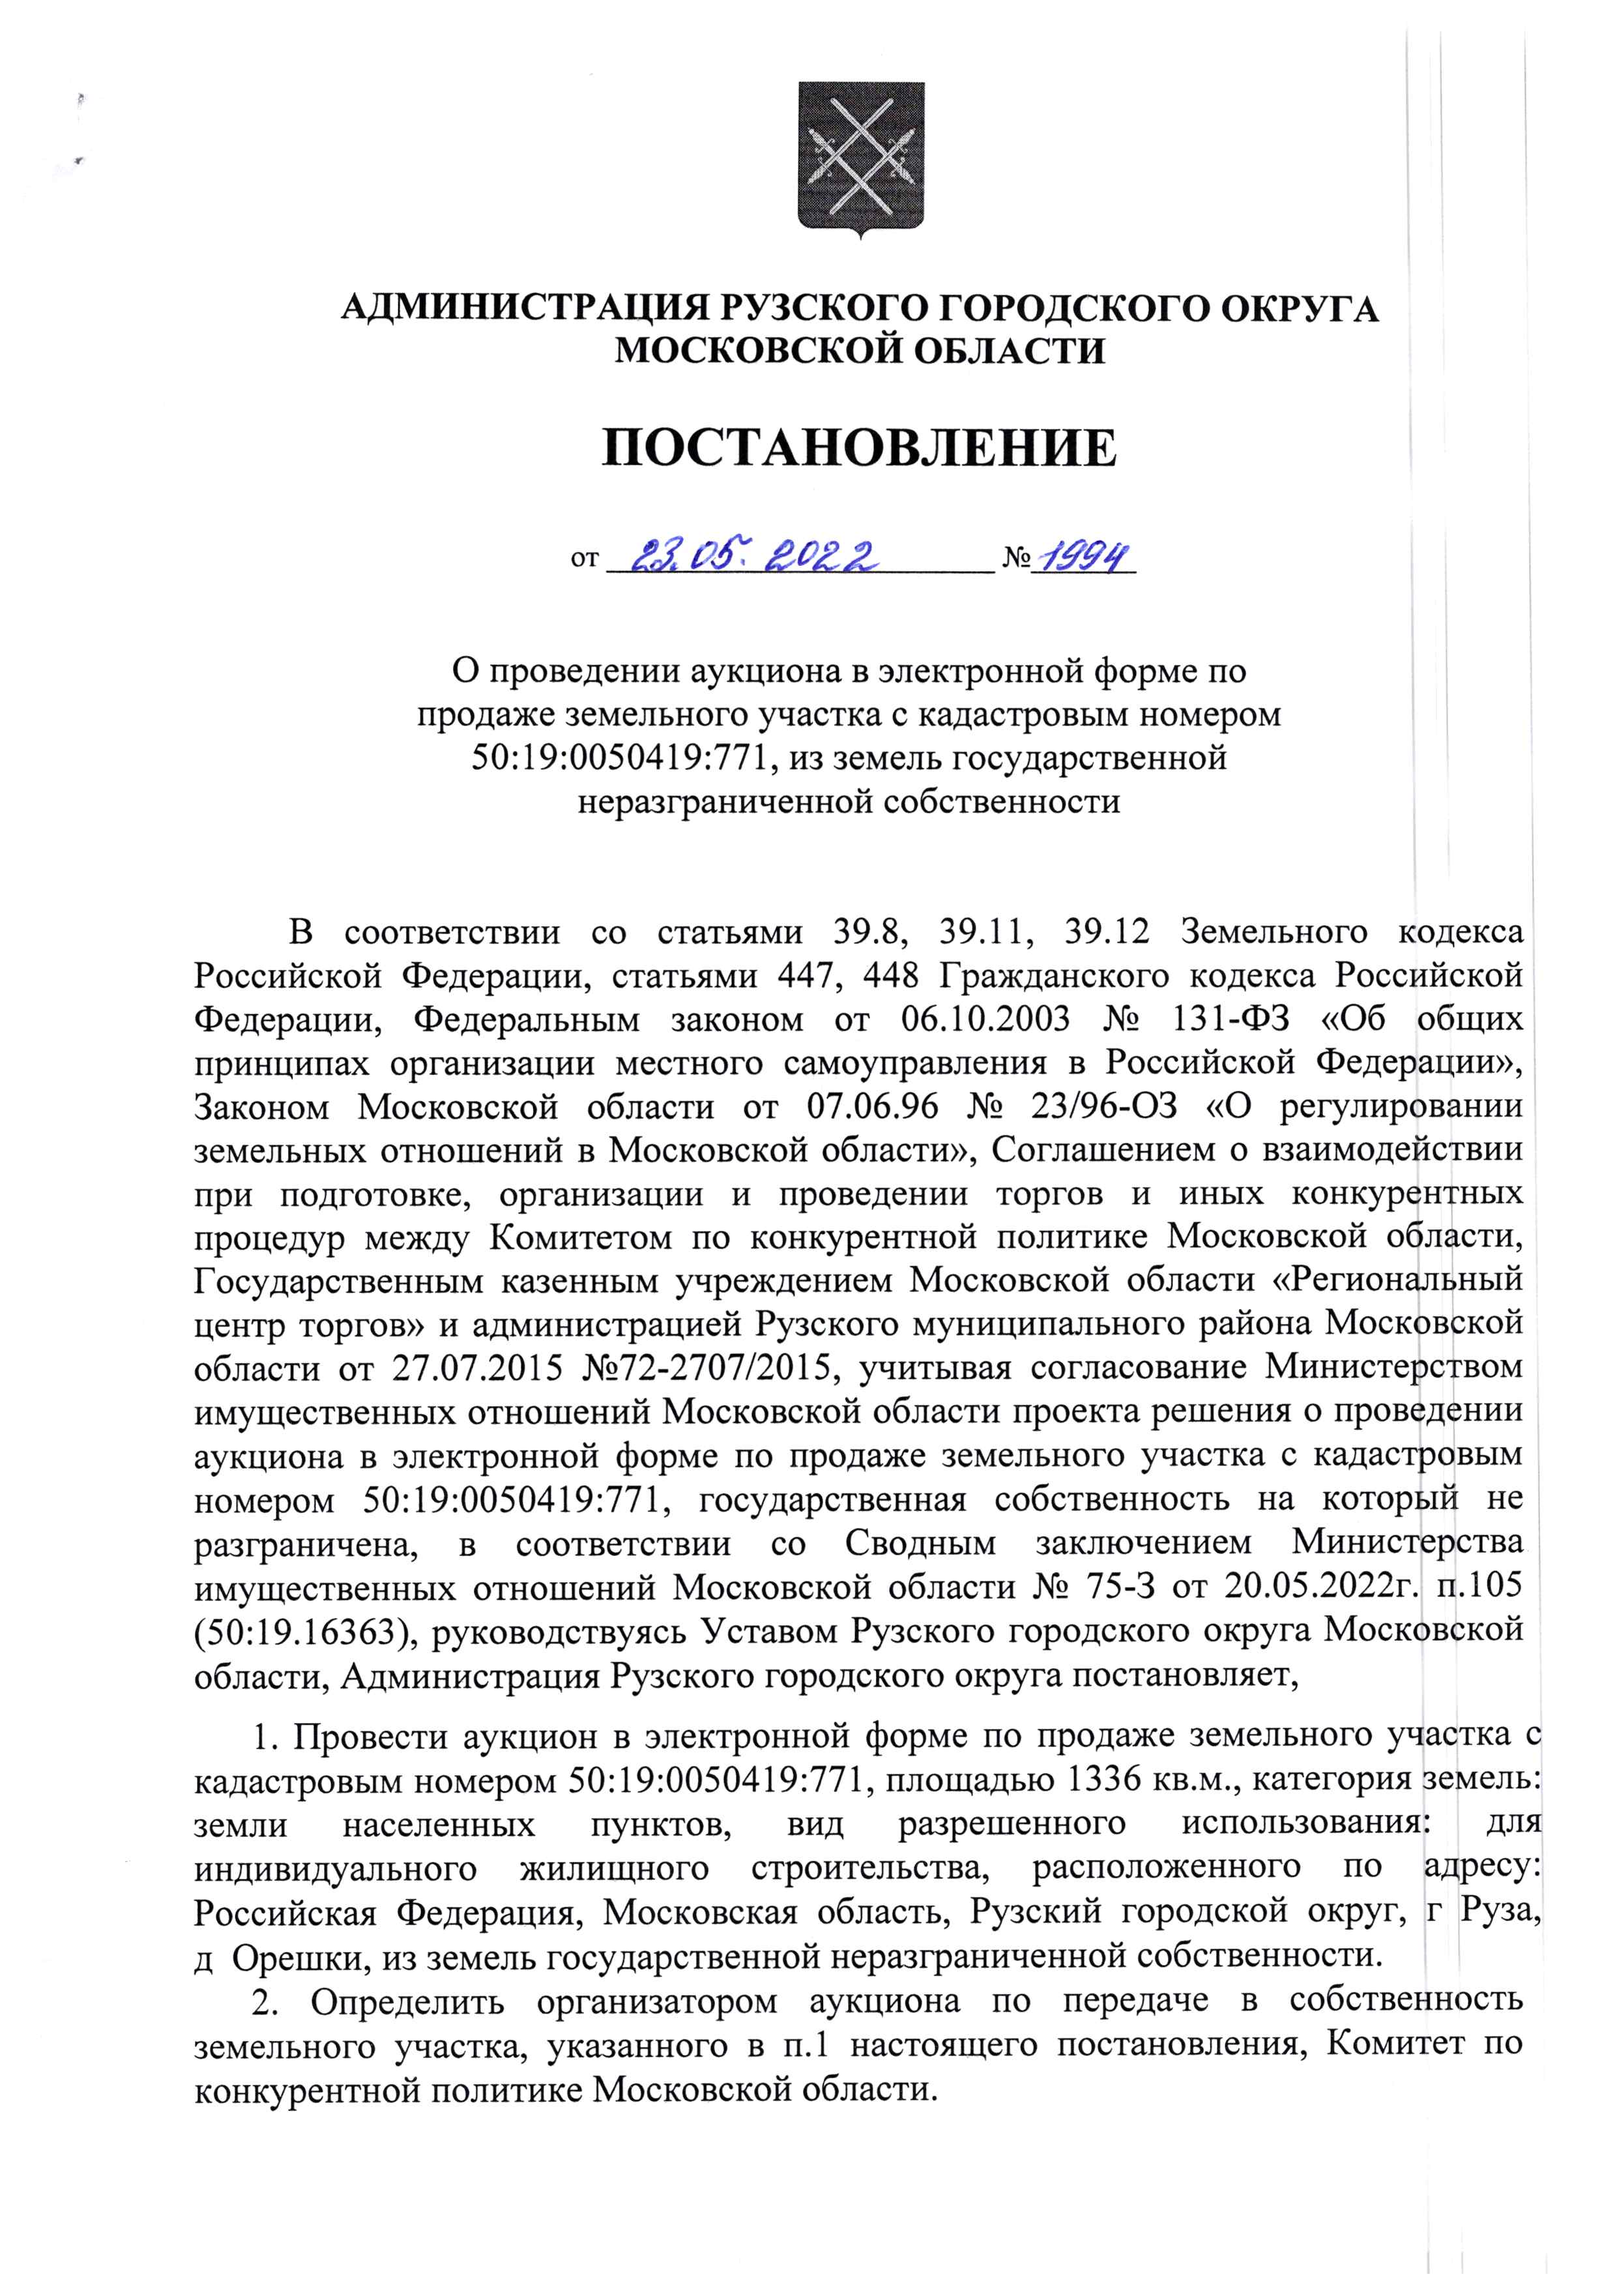 АДМИНИСТРАЦИЯ РУЗСКОГО ГОРОДСКОГО ОКРУГА
МОСКОВСКОЙ ОБЛАСТИ
ПОСТАНОВЛЕНИЕ
от 23.05.2022 № 1994
О проведении аукциона в электронной форме по
продаже земельного участка с кадастровым номером
50:19:0050419:771, из земель государственной
неразграниченной собственности
В соответствии со статьями 39.8, 39.11, 39.12 Земельного кодекса
Российской Федерации, статьями 447, 448 Гражданского кодекса Российской
Федерации, Федеральным законом от 06.10.2003 № 131-ФЗ «Об общих
принципах организации местного самоуправления в Российской Федерации»,
Законом Московской области от 07.06.96 № 23/96-ОЗ «О регулировании
земельных отношений в Московской области», Соглашением о взаимодействии
при подготовке, организации и проведении торгов и иных конкурентных
процедур между Комитетом по конкурентной политике Московской области,
Государственным казенным учреждением Московской области «Региональный
центр торгов» и администрацией Рузского муниципального района Московской
области от 27.07.2015 №72-2707/2015, учитывая согласование Министерством
имущественных отношений Московской области проекта решения о проведении
аукциона в электронной форме по продаже земельного участка с кадастровым
номером 50:19:0050419:771, государственная собственность на который не
разграничена, в соответствии со Сводным заключением Министерства
имущественных отношений Московской области № 75-З от 20.05.2022г. п.105
(50:19.16363), руководствуясь Уставом Рузского городского округа Московской
области, Администрация Рузского городского округа постановляет,
1. Провести аукцион в электронной форме по продаже земельного участка с
кадастровым номером 50:19:0050419:771, площадью 1336 кв.м., категория земель:
земли населенных пунктов, вид разрешенного использования: для
индивидуального жилищного строительства, расположенного по адресу:
Российская Федерация, Московская область, Рузский городской округ, г Руза,
д Орешки, из земель государственной неразграниченной собственности.
2. Определить организатором аукциона по передаче в собственность
земельного участка, указанного в п.1 настоящего постановления, Комитет по
конкурентной политике Московской области.